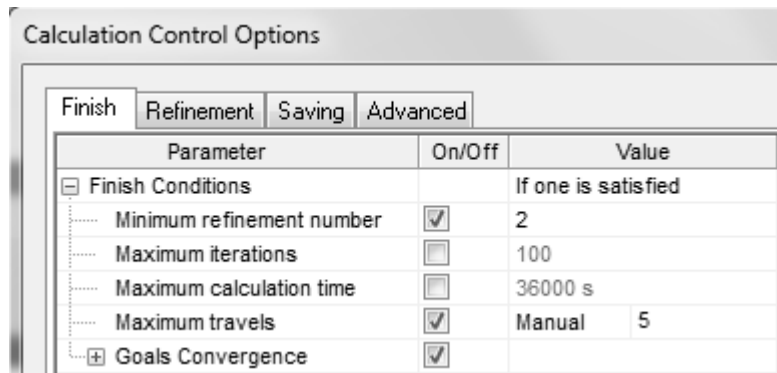 Calculation Control Options
Finish Refinement Saving Advanced
Parameter On/Off Value
Finish Conditions If one is satisfied
Minimum refinement number 2
Maximum iterations 100
Maximum calculation time 36000 s
Maximum travels Manual 5
Goals Convergence